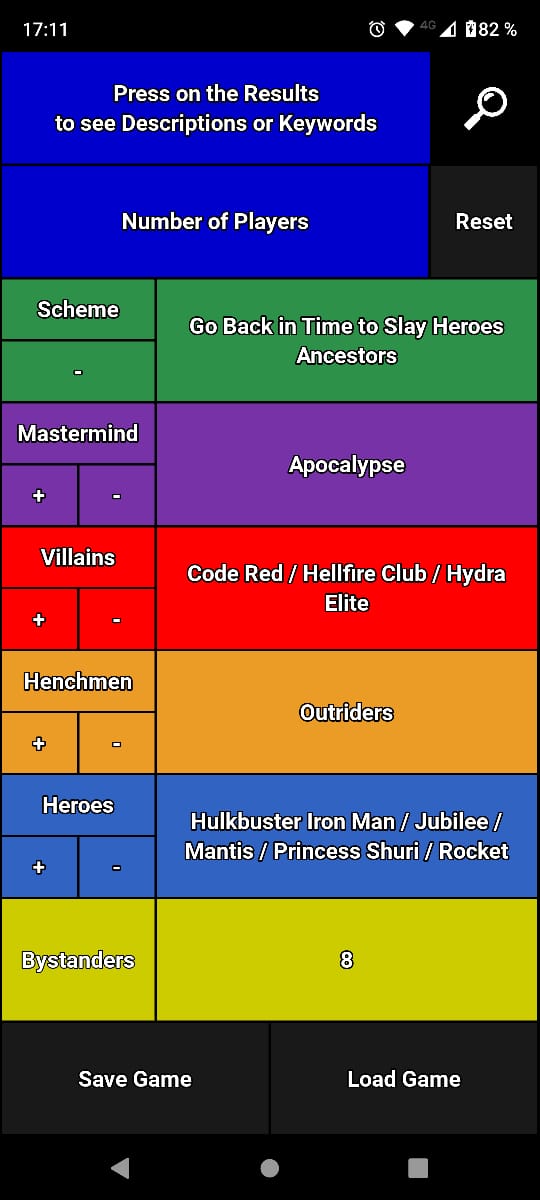 17:11
4G
82 %
Press on the Results
to see Descriptions or Keywords
Number of Players
Reset
Scheme
-
Go Back in Time to Slay Heroes
Ancestors
Mastermind
+
-
Apocalypse
Villains
+
-
Code Red / Hellfire Club / Hydra
Elite
Henchmen
+
-
Outriders
Heroes
+
-
Hulkbuster Iron Man / Jubilee /
Mantis / Princess Shuri / Rocket
Bystanders
8
Save Game
Load Game